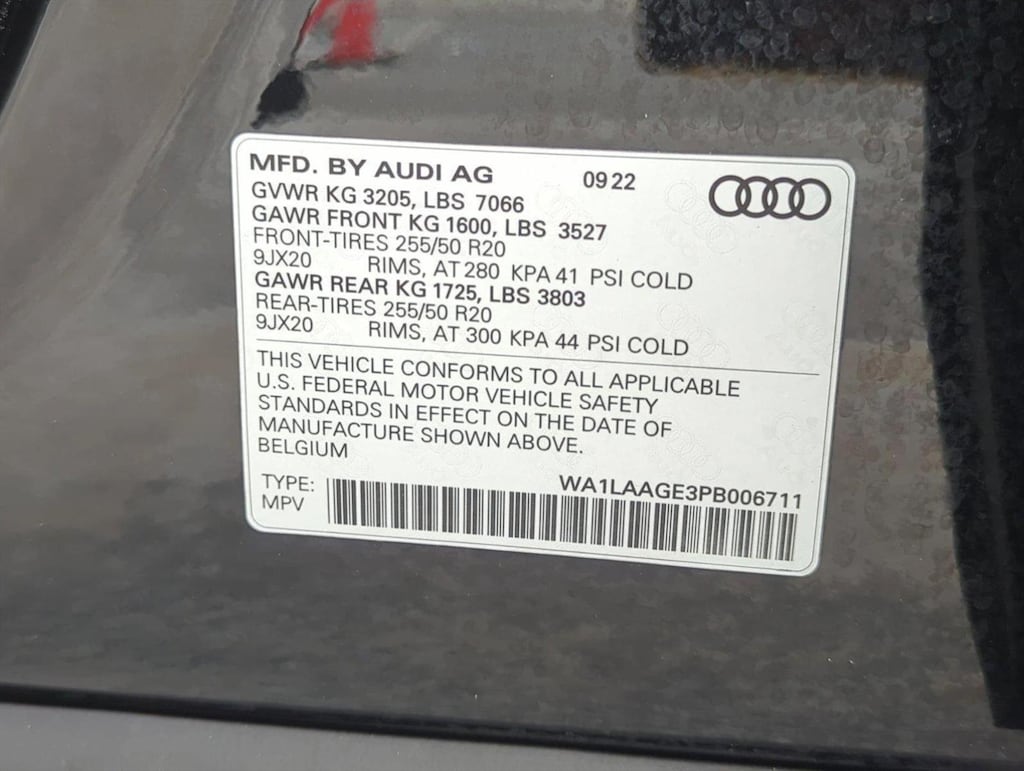 MFD. BY AUDI AG 09 22
GVWR KG 3205, LBS 7066
GAWR FRONT KG 1600, LBS 3527
FRONT-TIRES 255/50 R20
9JX20 RIMS, AT 280 KPA 41 PSI COLD
GAWR REAR KG 1725, LBS 3803
REAR-TIRES 255/50 R20
9JX20 RIMS, AT 300 KPA 44 PSI COLD
THIS VEHICLE CONFORMS TO ALL APPLICABLE
U.S. FEDERAL MOTOR VEHICLE SAFETY
STANDARDS IN EFFECT ON THE DATE OF
MANUFACTURE SHOWN ABOVE.
BELGIUM
WA1LAAGE3PB006711
TYPE:
MPV